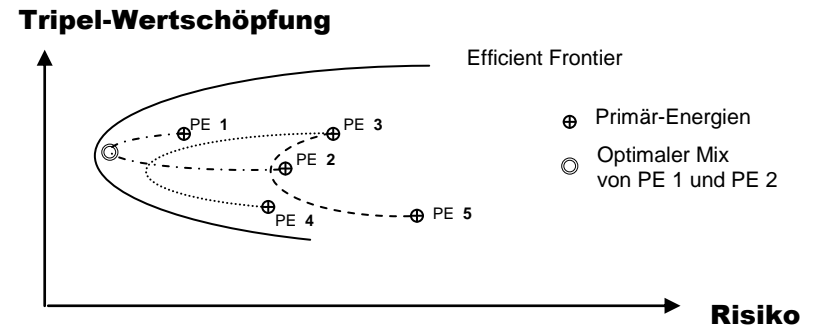 Tripel-Wertschöpfung
Efficient Frontier
PE 1
PE 3
PE 2
PE 4
PE 5
Primär-Energien
Optimaler Mix
von PE 1 und PE 2
Risiko